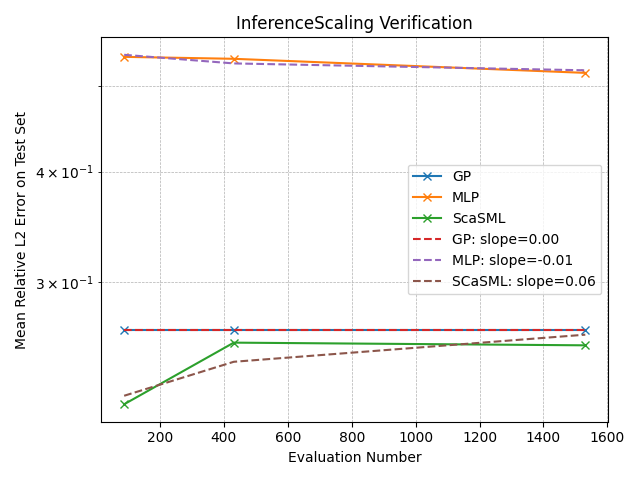 InferenceScaling Verification
Mean Relative L2 Error on Test Set
4 × 10⁻¹
3 × 10⁻¹
GP
MLP
ScaSML
GP: slope=0.00
MLP: slope=-0.01
SCaSML: slope=0.06
200 400 600 800 1000 1200 1400 1600
Evaluation Number